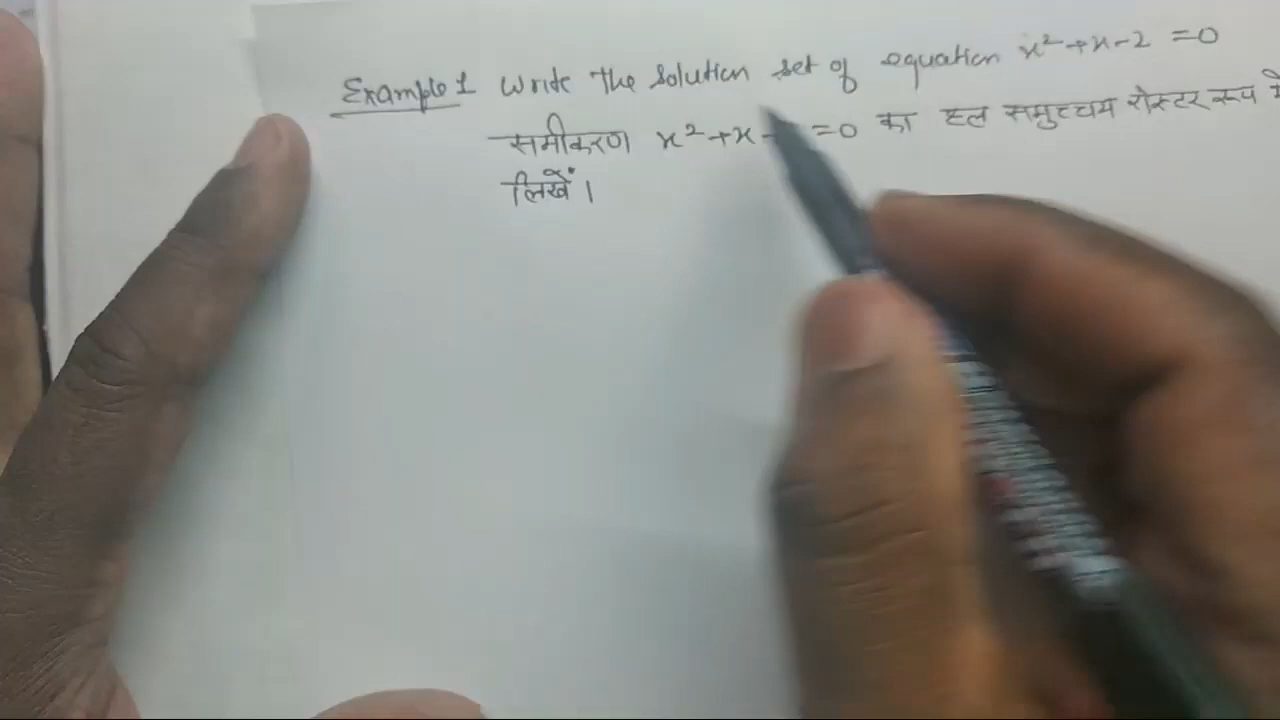 Example 1 Write the solution set of equation x²+x-2 =0
समीकरण x²+x- =0 का हल समुच्चय रोस्टर रूप में
लिखें।